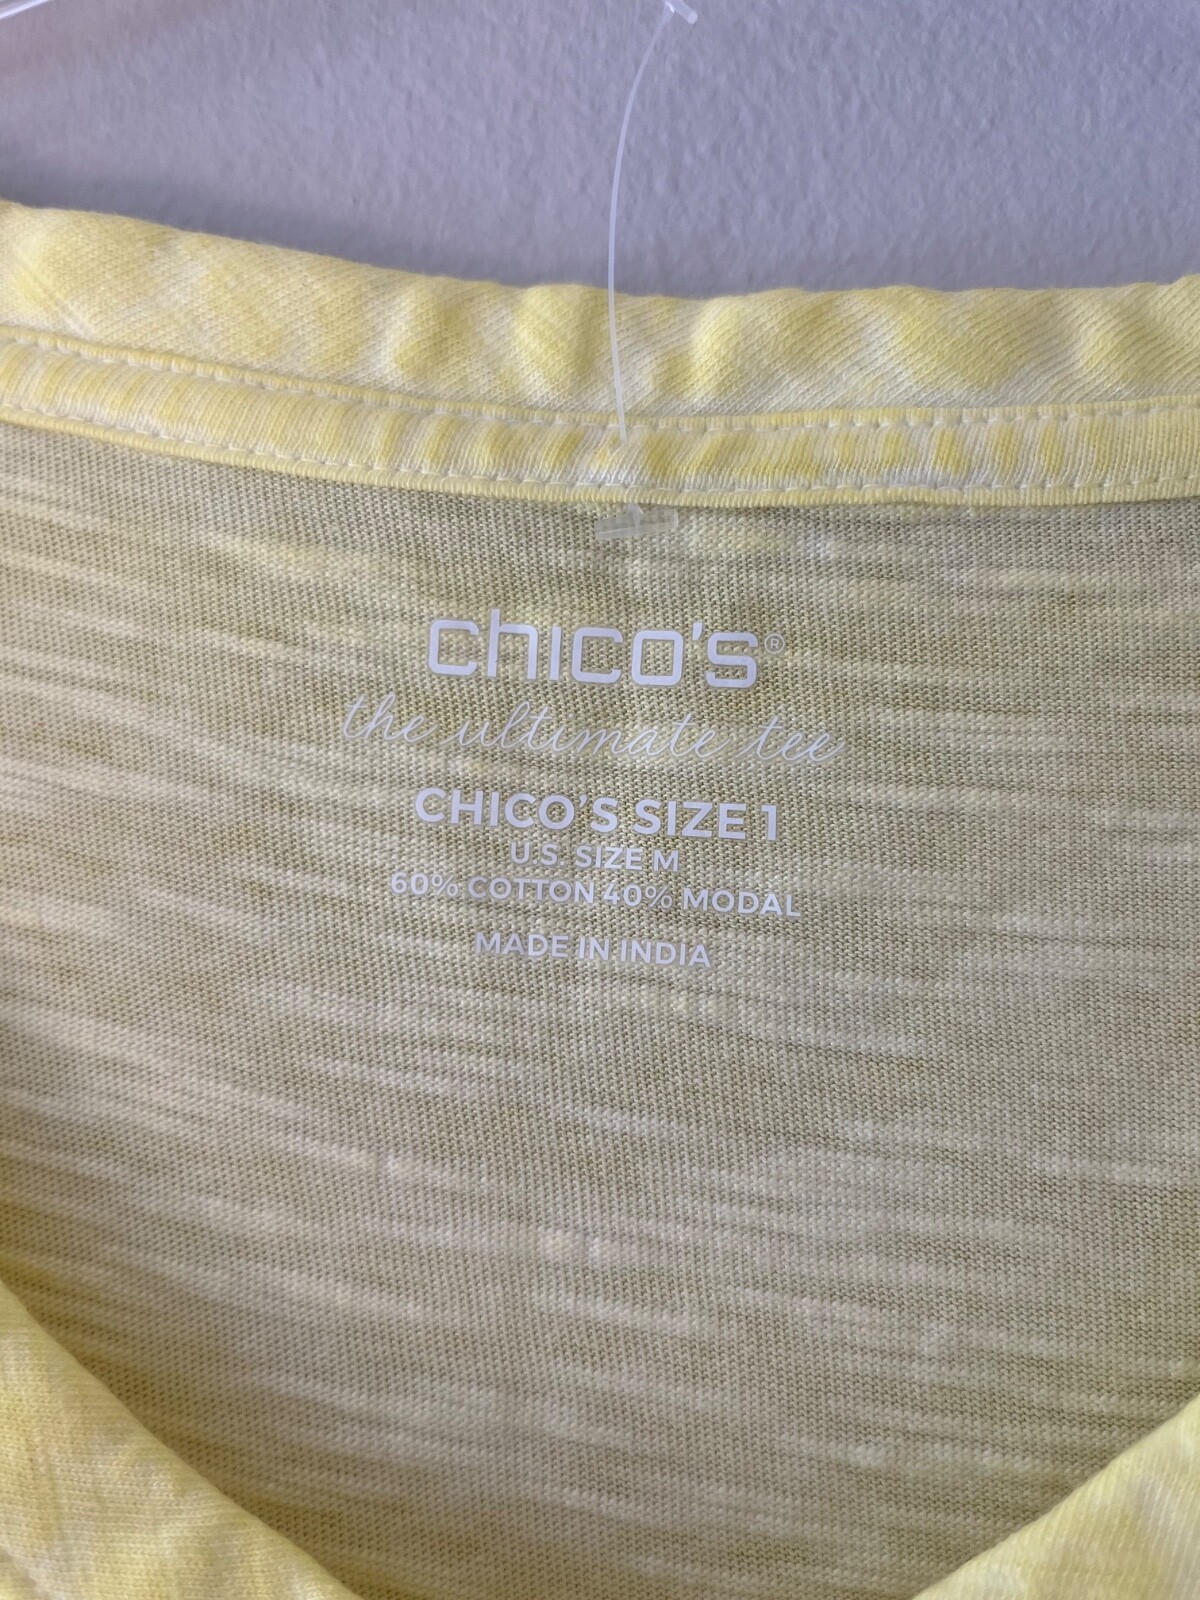 chico's®
the ultimate tee
CHICO'S SIZE 1
U.S. SIZE M
60% COTTON 40% MODAL
MADE IN INDIA